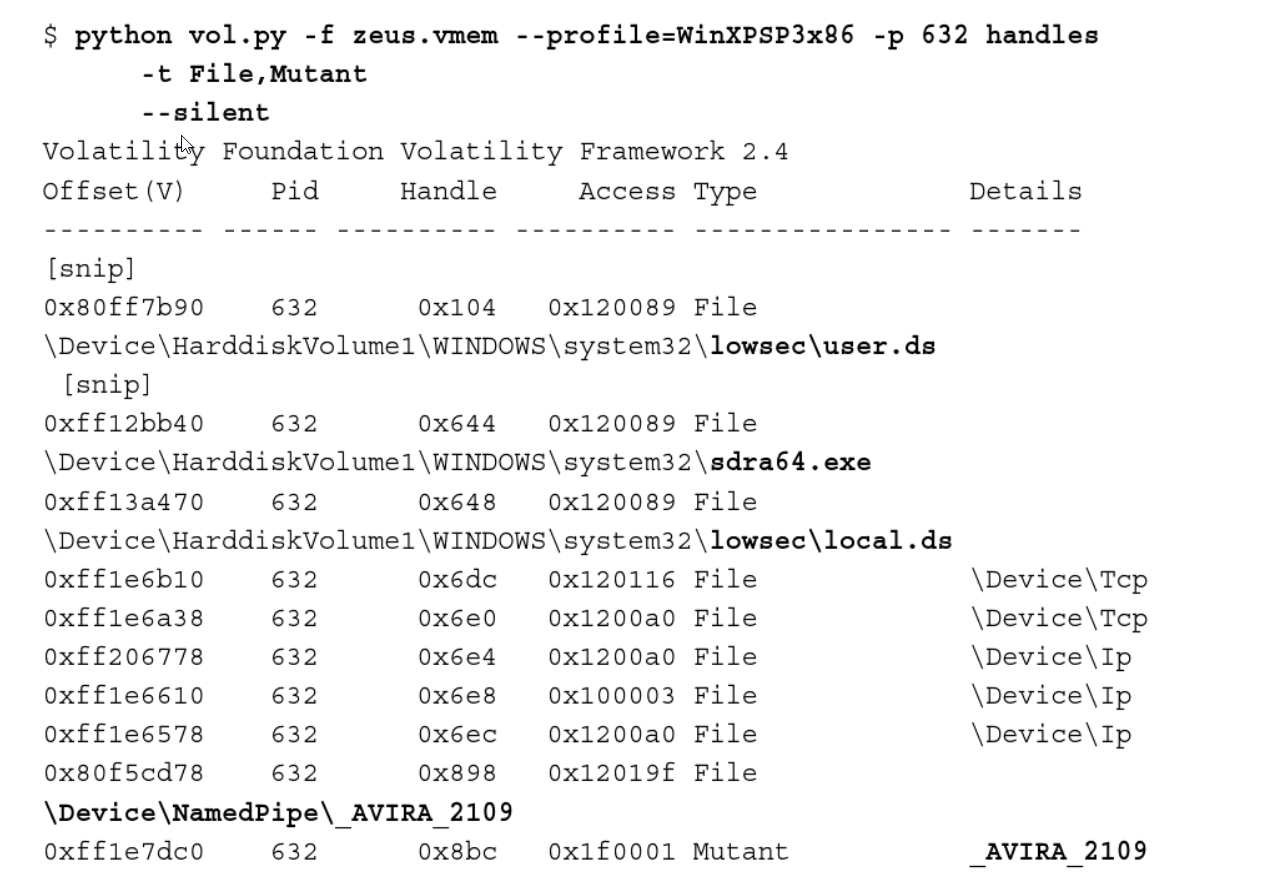 $ python vol.py -f zeus.vmem --profile=WinXPSP3x86 -p 632 handles
-t File,Mutant
--silent
Volatility Foundation Volatility Framework 2.4
Offset(V) Pid Handle Access Type Details
---------- ------ ---------- ---------- ---------------- -------
[snip]
0x80ff7b90 632 0x104 0x120089 File
\Device\HarddiskVolume1\WINDOWS\system32\lowsec\user.ds
[snip]
0xff12bb40 632 0x644 0x120089 File
\Device\HarddiskVolume1\WINDOWS\system32\sdra64.exe
0xff13a470 632 0x648 0x120089 File
\Device\HarddiskVolume1\WINDOWS\system32\lowsec\local.ds
0xff1e6b10 632 0x6dc 0x120116 File \Device\Tcp
0xff1e6a38 632 0x6e0 0x1200a0 File \Device\Tcp
0xff206778 632 0x6e4 0x1200a0 File \Device\Ip
0xff1e6610 632 0x6e8 0x100003 File \Device\Ip
0xff1e6578 632 0x6ec 0x1200a0 File \Device\Ip
0x80f5cd78 632 0x898 0x12019f File
\Device\NamedPipe\_AVIRA_2109
0xff1e7dc0 632 0x8bc 0x1f0001 Mutant _AVIRA_2109